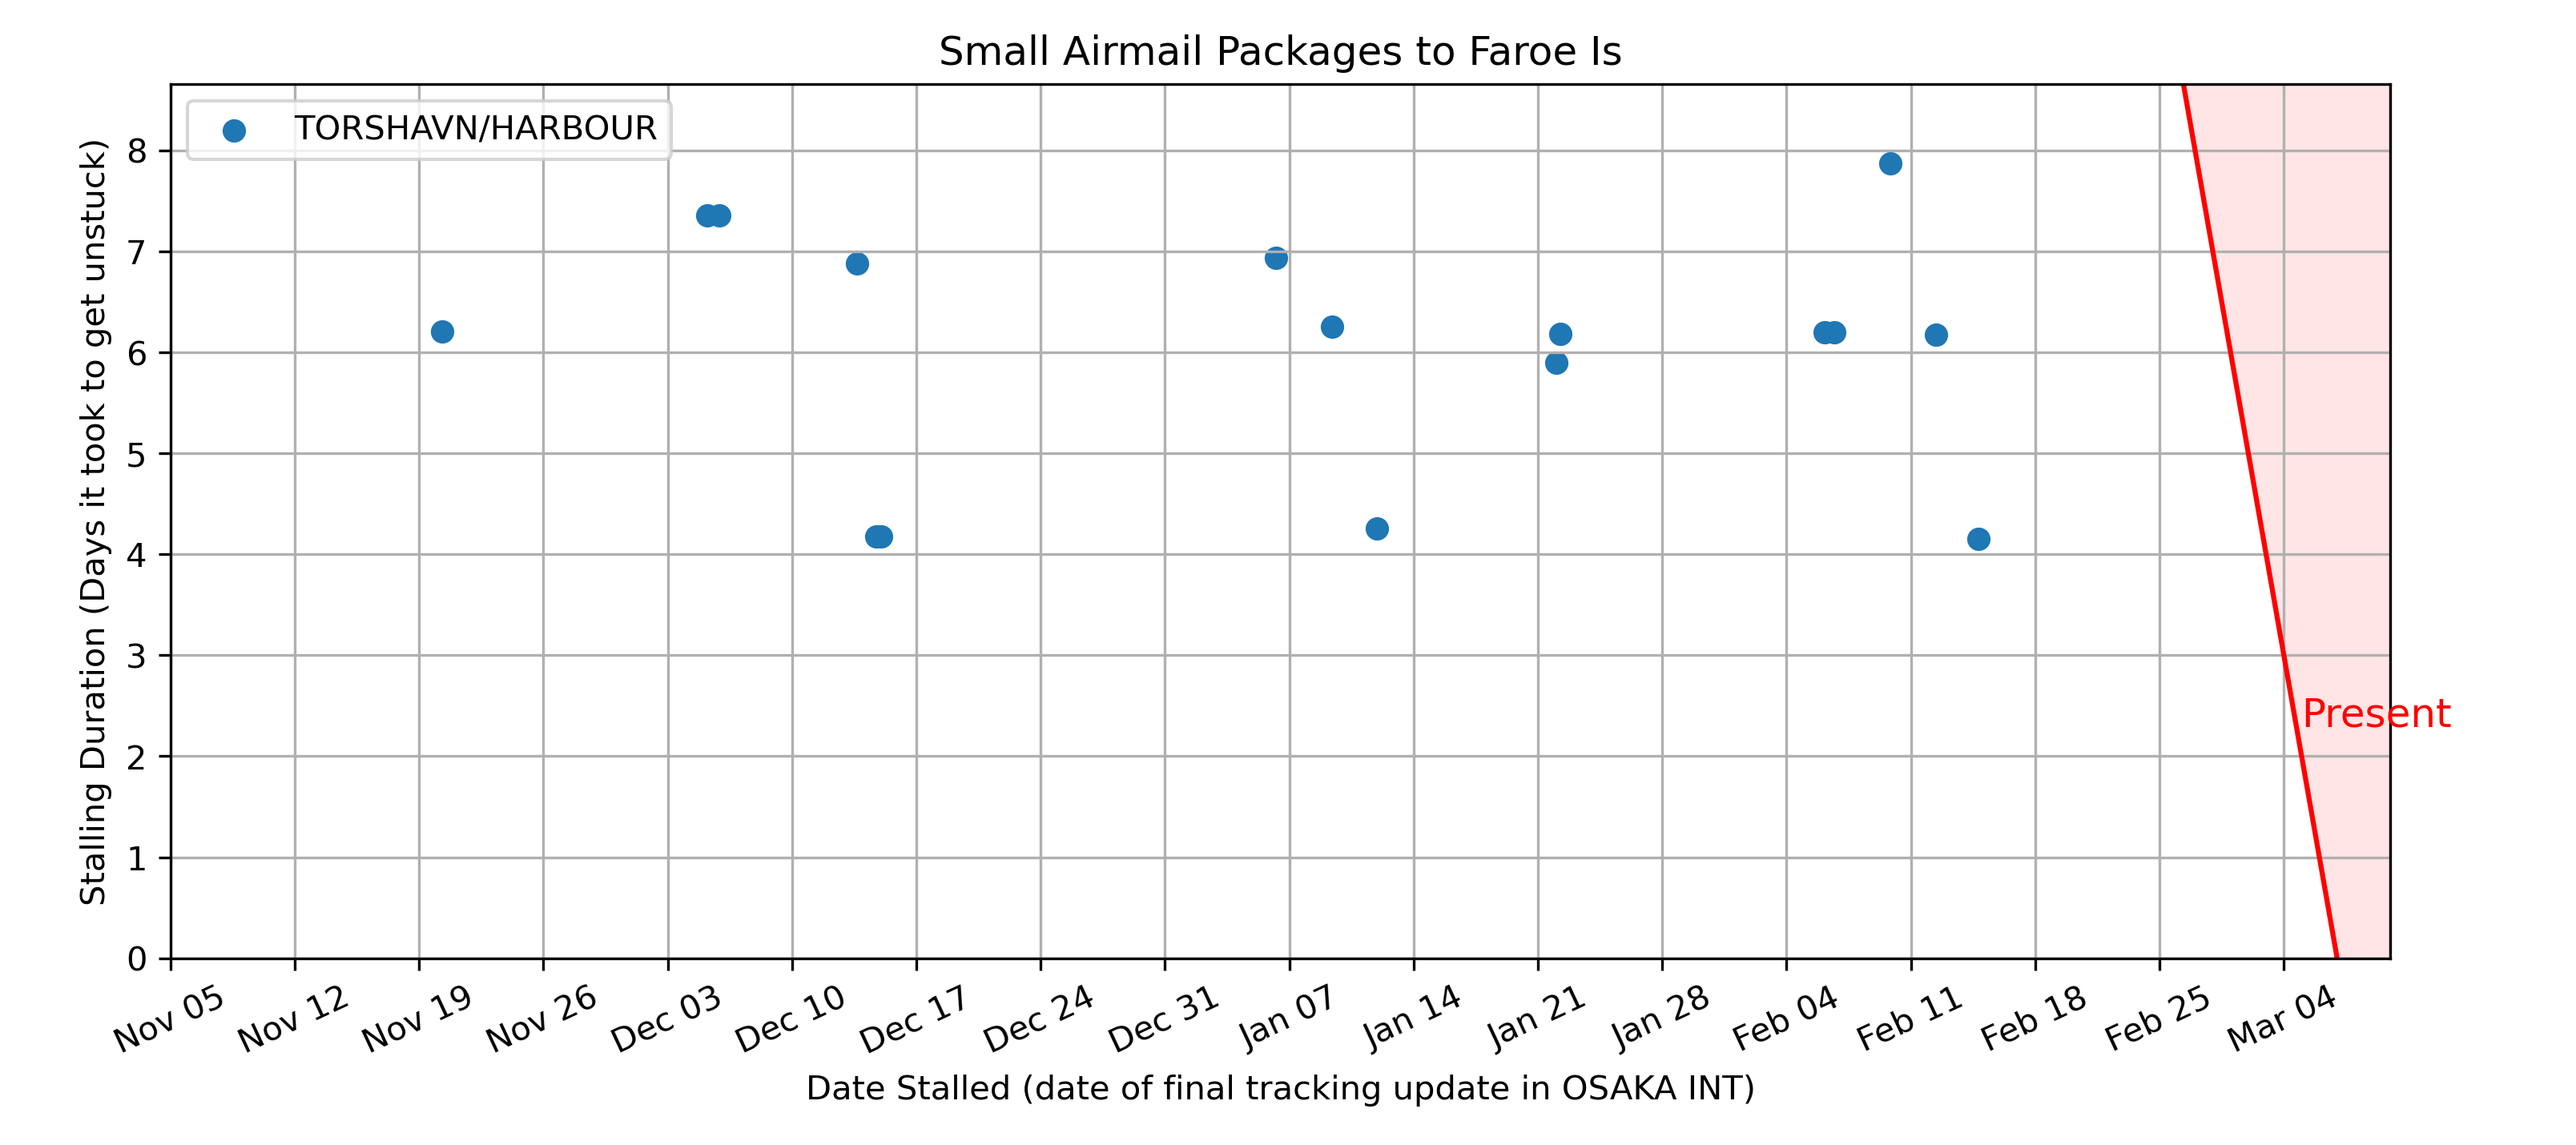 Small Airmail Packages to Faroe Is
TORSHAVN/HARBOUR
Stalling Duration (Days it took to get unstuck)
8
7
6
5
4
3
2
1
0
Present
Nov 05
Nov 12
Nov 19
Nov 26
Dec 03
Dec 10
Dec 17
Dec 24
Dec 31
Jan 07
Jan 14
Jan 21
Jan 28
Feb 04
Feb 11
Feb 18
Feb 25
Mar 04
Date Stalled (date of final tracking update in OSAKA INT)